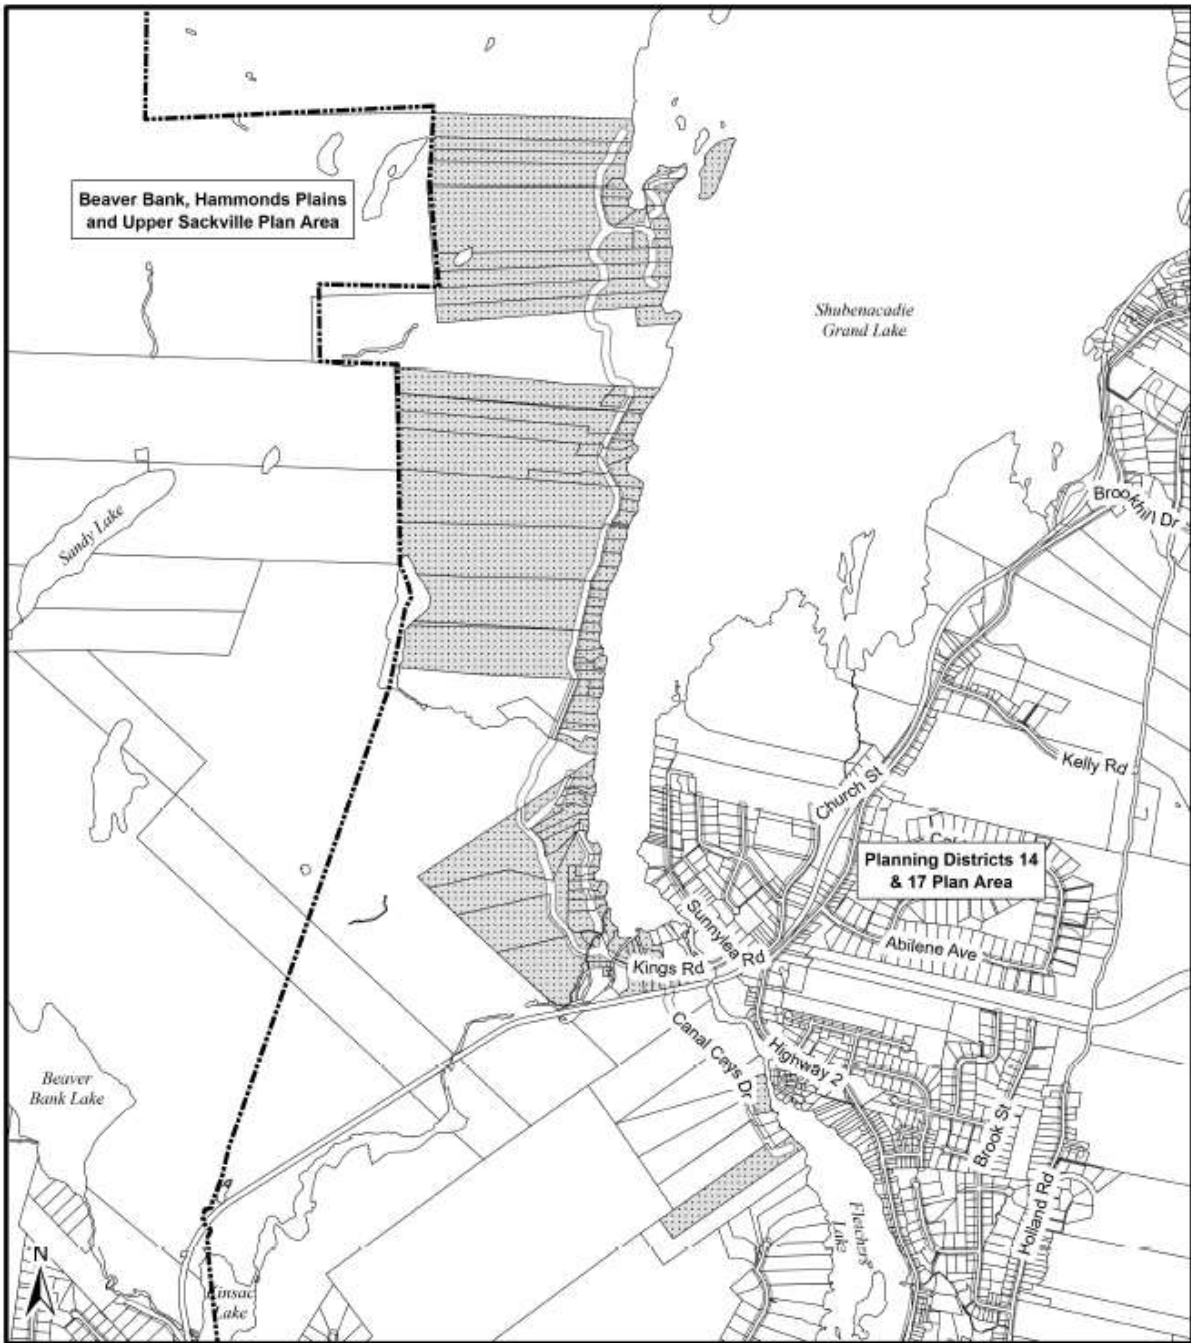 Beaver Bank, Hammonds Plains
and Upper Sackville Plan Area
Shubenacadie
Grand Lake
Sandy Lake
Brookhill Dr
Kelly Rd
Church St
Planning Districts 14
& 17 Plan Area
Sunnylea Rd
Abilene Ave
Kings Rd
Canal Cays Dr
Highway 2
Beaver
Bank Lake
Brook St
Holland Rd
Fletchers
Lake
N
Kinsac
Lake